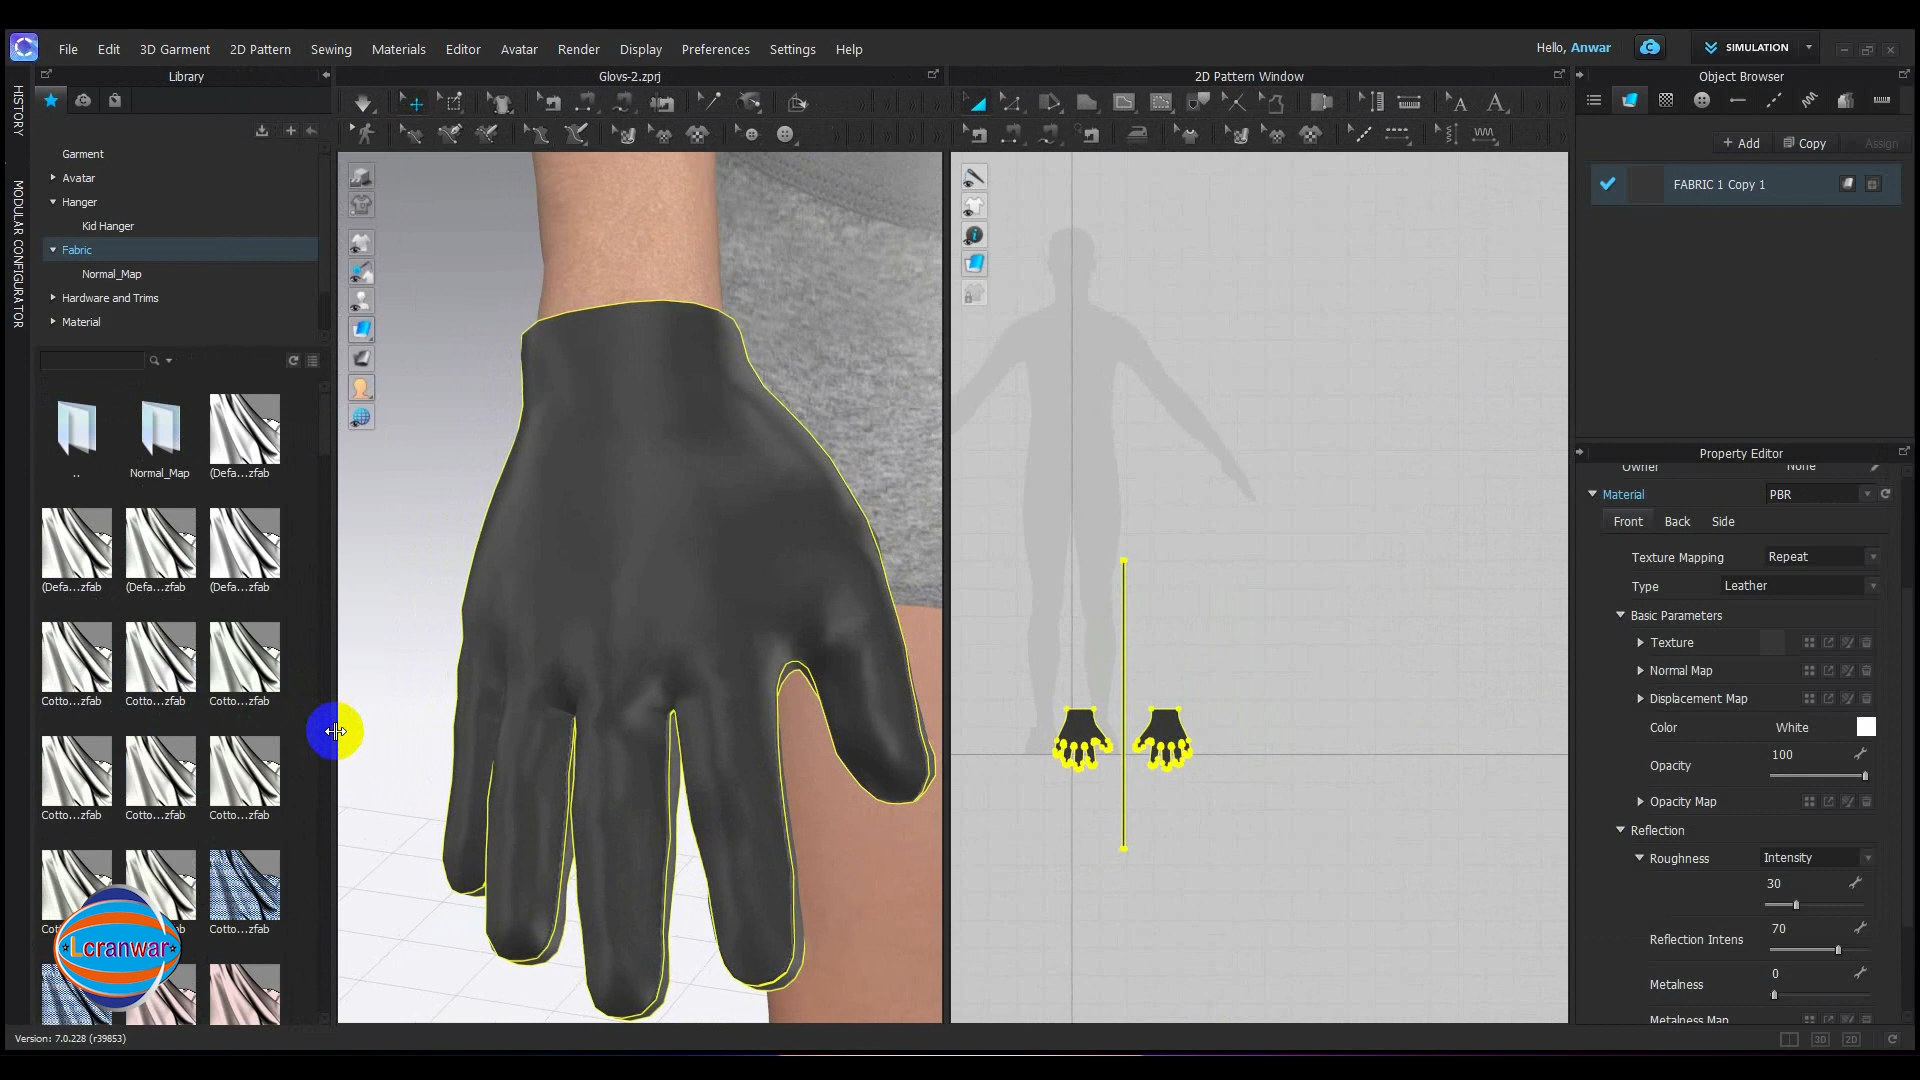 File Edit 3D Garment 2D Pattern Sewing Materials Editor Avatar Render Display Preferences Settings Help
Hello, Anwar
SIMULATION
Library
Glovs-2.zprj
2D Pattern Window
Object Browser
HISTORY
MODULAR CONFIGURATOR
Garment
Avatar
Hanger
Kid Hanger
Fabric
Normal_Map
Hardware and Trims
Material
..
Normal_Map
(Defa...zfab
(Defa...zfab
(Defa...zfab
(Defa...zfab
Cotto...zfab
Cotto...zfab
Cotto...zfab
Cotto...zfab
Cotto...zfab
Cotto...zfab
Cotto...zfab
Lcranwar
Version: 7.0.228 (r39853)
+ Add
Copy
Assign
FABRIC 1 Copy 1
Property Editor
Owner None
Material PBR
Front Back Side
Texture Mapping Repeat
Type Leather
Basic Parameters
Texture
Normal Map
Displacement Map
Color White
Opacity 100
Opacity Map
Reflection
Roughness Intensity
30
Reflection Intens 70
Metalness 0
Metalness Map
3D 2D